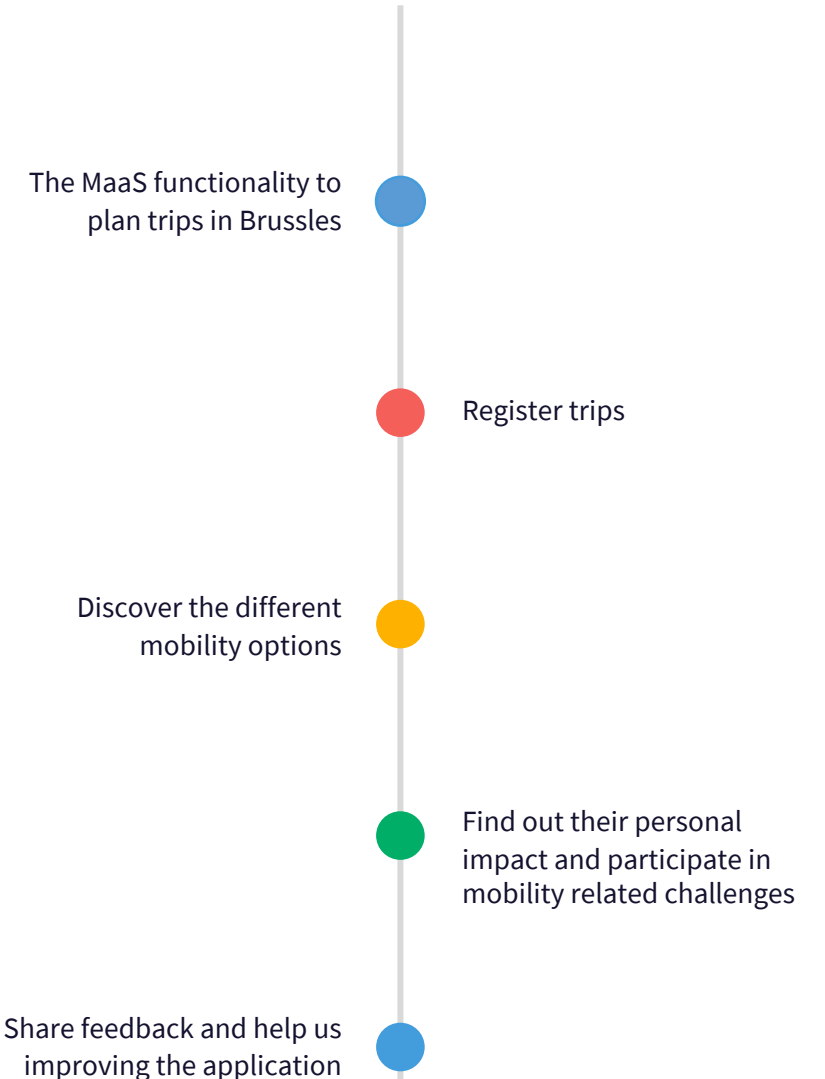 The MaaS functionality to
plan trips in Brussles
Register trips
Discover the different
mobility options
Find out their personal
impact and participate in
mobility related challenges
Share feedback and help us
improving the application